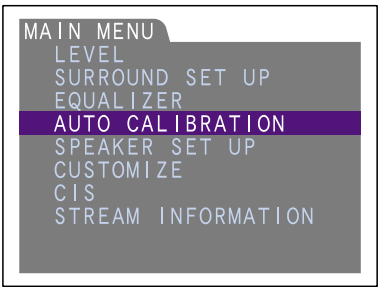 MAIN MENU
LEVEL
SURROUND SET UP
EQUALIZER
AUTO CALIBRATION
SPEAKER SET UP
CUSTOMIZE
CIS
STREAM INFORMATION